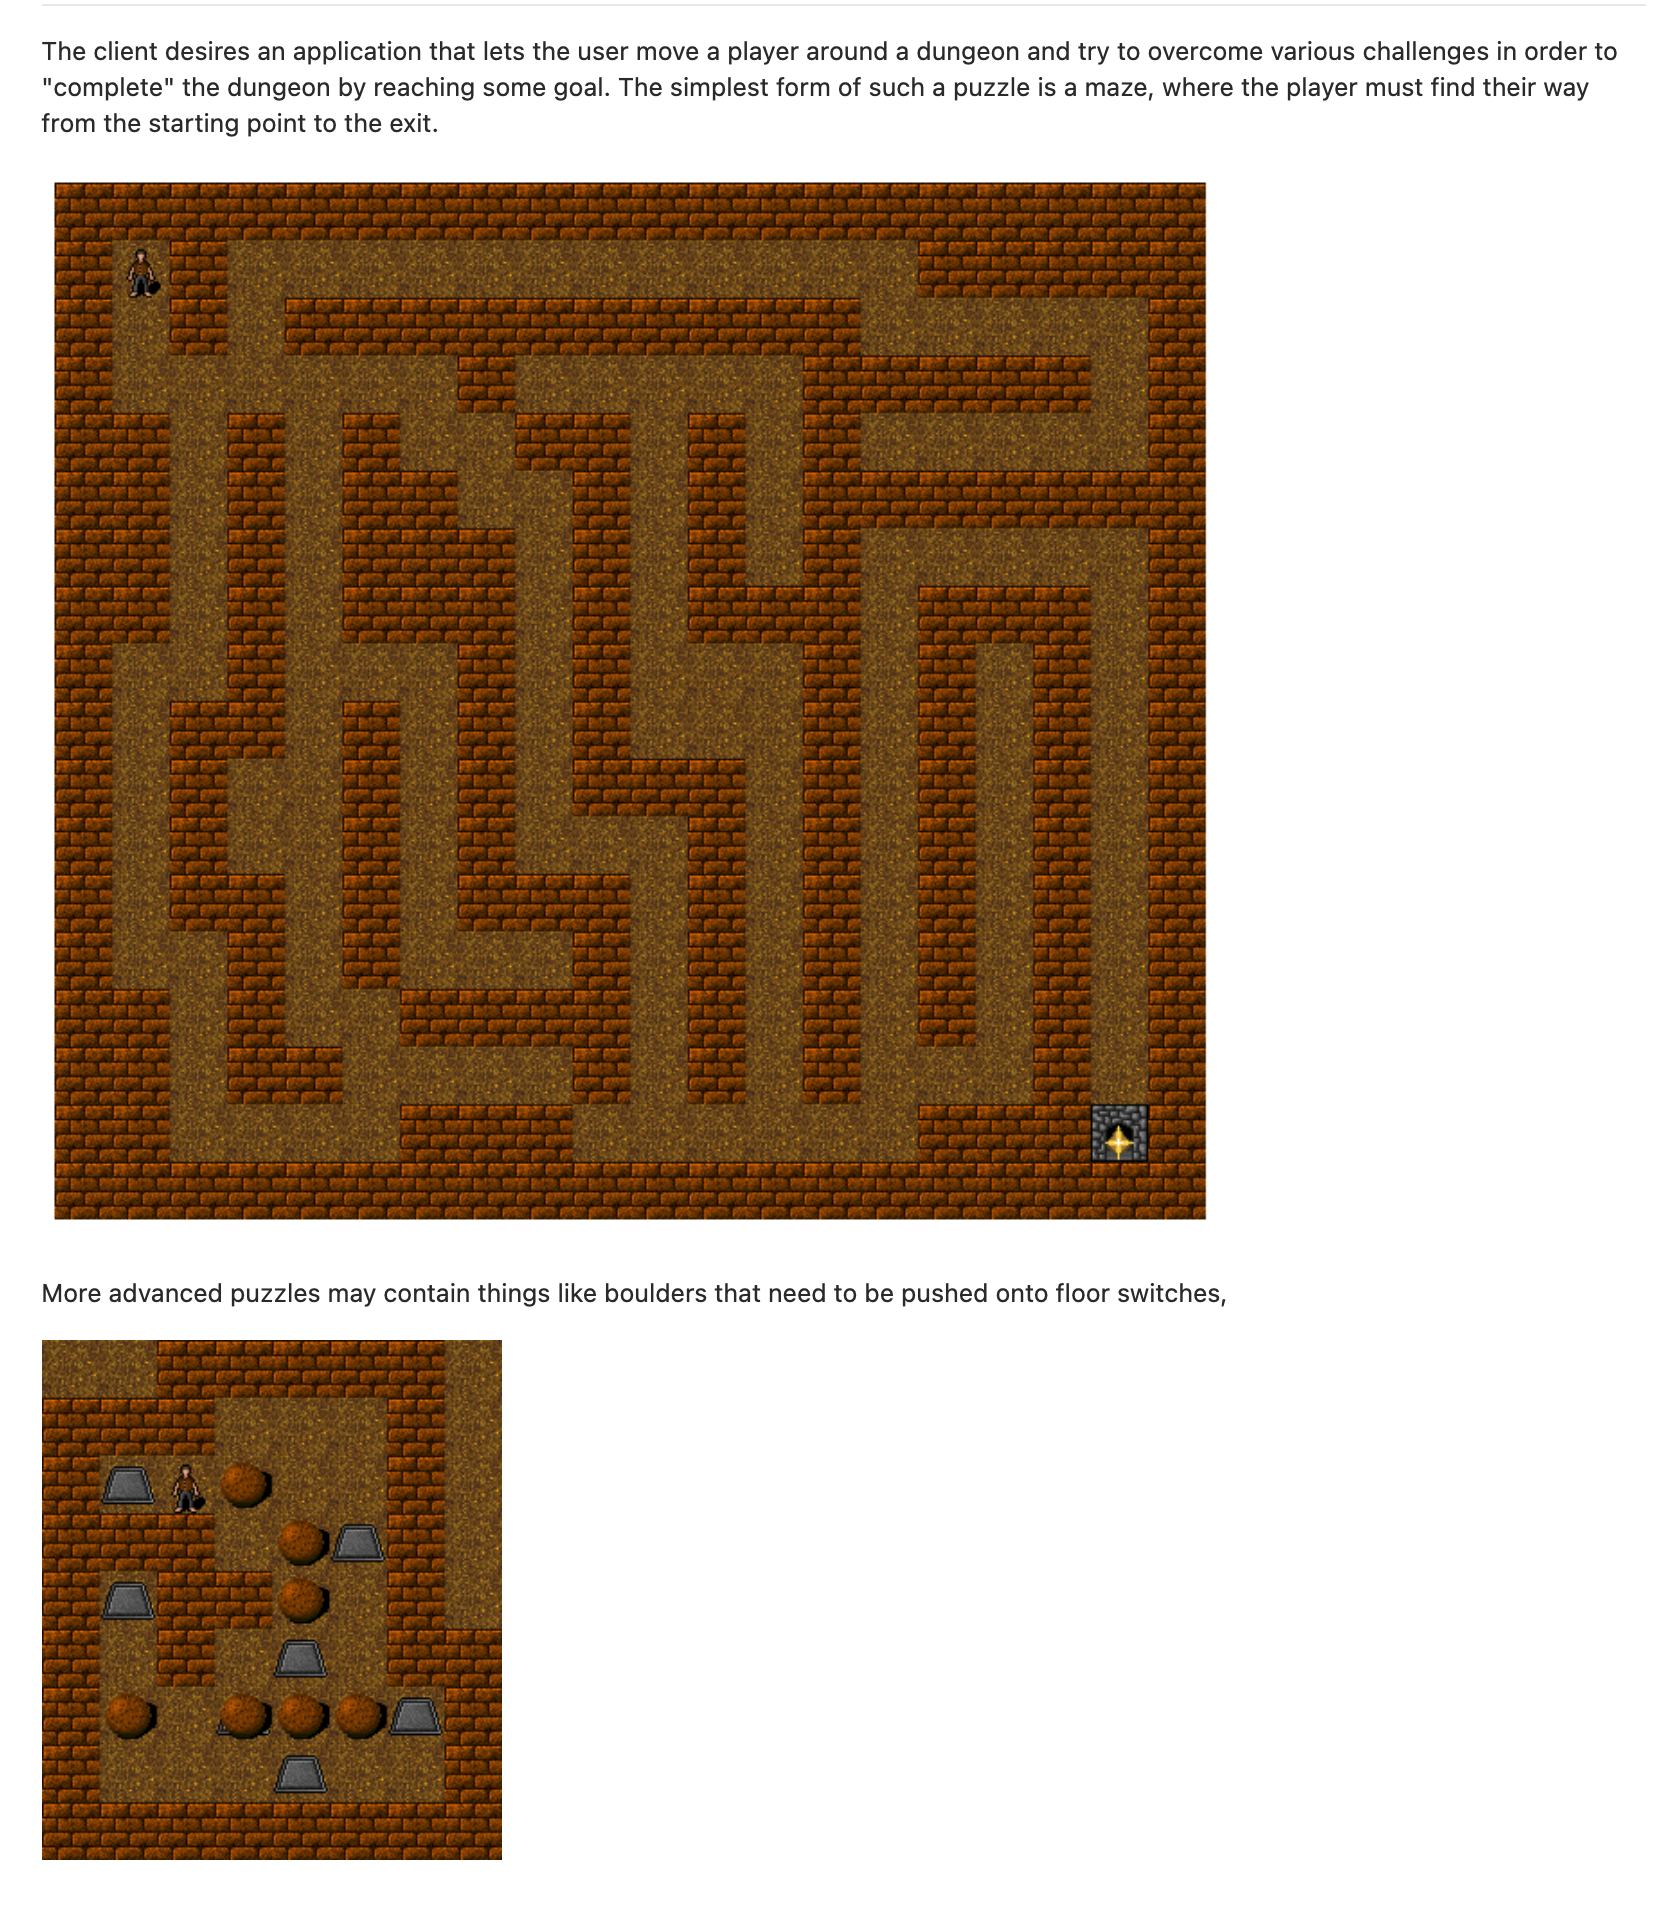 The client desires an application that lets the user move a player around a dungeon and try to overcome various challenges in order to
"complete" the dungeon by reaching some goal. The simplest form of such a puzzle is a maze, where the player must find their way
from the starting point to the exit.
More advanced puzzles may contain things like boulders that need to be pushed onto floor switches,